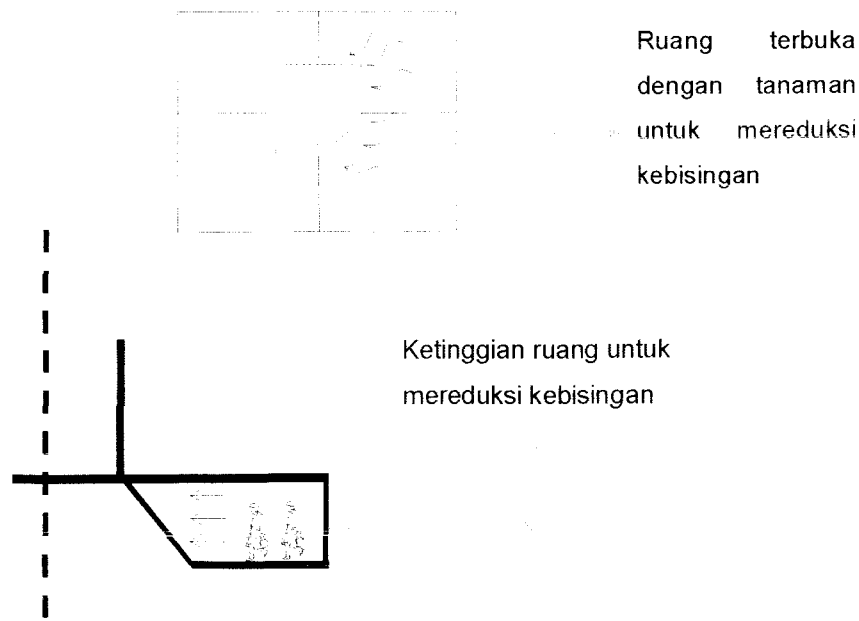 Ruang terbuka
dengan tanaman
untuk mereduksi
kebisingan
Ketinggian ruang untuk
mereduksi kebisingan